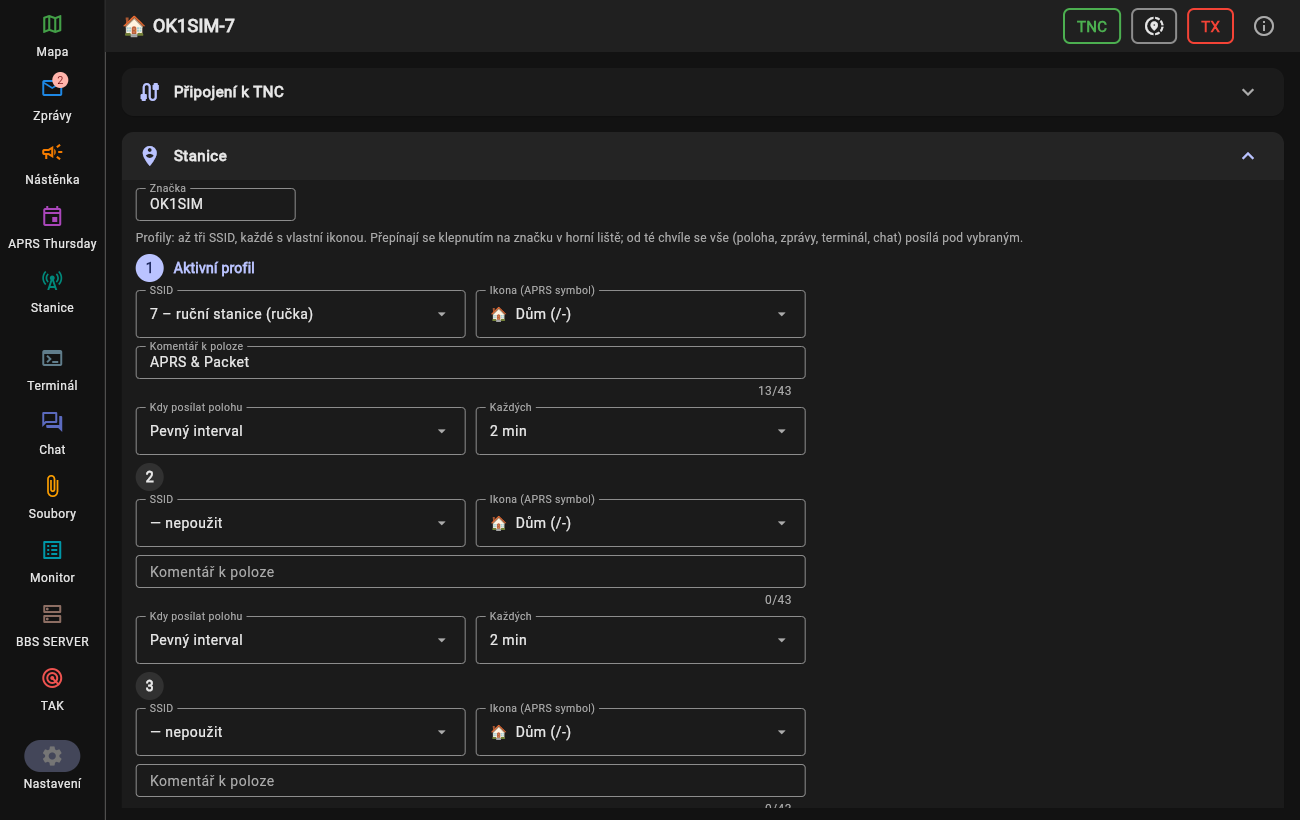 OK1SIM-7
TNC
TX
Mapa
2
Zprávy
Nástěnka
APRS Thursday
Stanice
Terminál
Chat
Soubory
Monitor
BBS SERVER
TAK
Nastavení
Připojení k TNC
Stanice
Značka
OK1SIM
Profily: až tři SSID, každé s vlastní ikonou. Přepínají se klepnutím na značku v horní liště; od té chvíle se vše (poloha, zprávy, terminál, chat) posílá pod vybraným.
1 Aktivní profil
SSID
7 – ruční stanice (ručka)
Ikona (APRS symbol)
Dům (/-)
Komentář k poloze
APRS & Packet
13/43
Kdy posílat polohu
Pevný interval
Každých
2 min
2
SSID
— nepoužit
Ikona (APRS symbol)
Dům (/-)
Komentář k poloze
0/43
Kdy posílat polohu
Pevný interval
Každých
2 min
3
SSID
— nepoužit
Ikona (APRS symbol)
Dům (/-)
Komentář k poloze
0/43